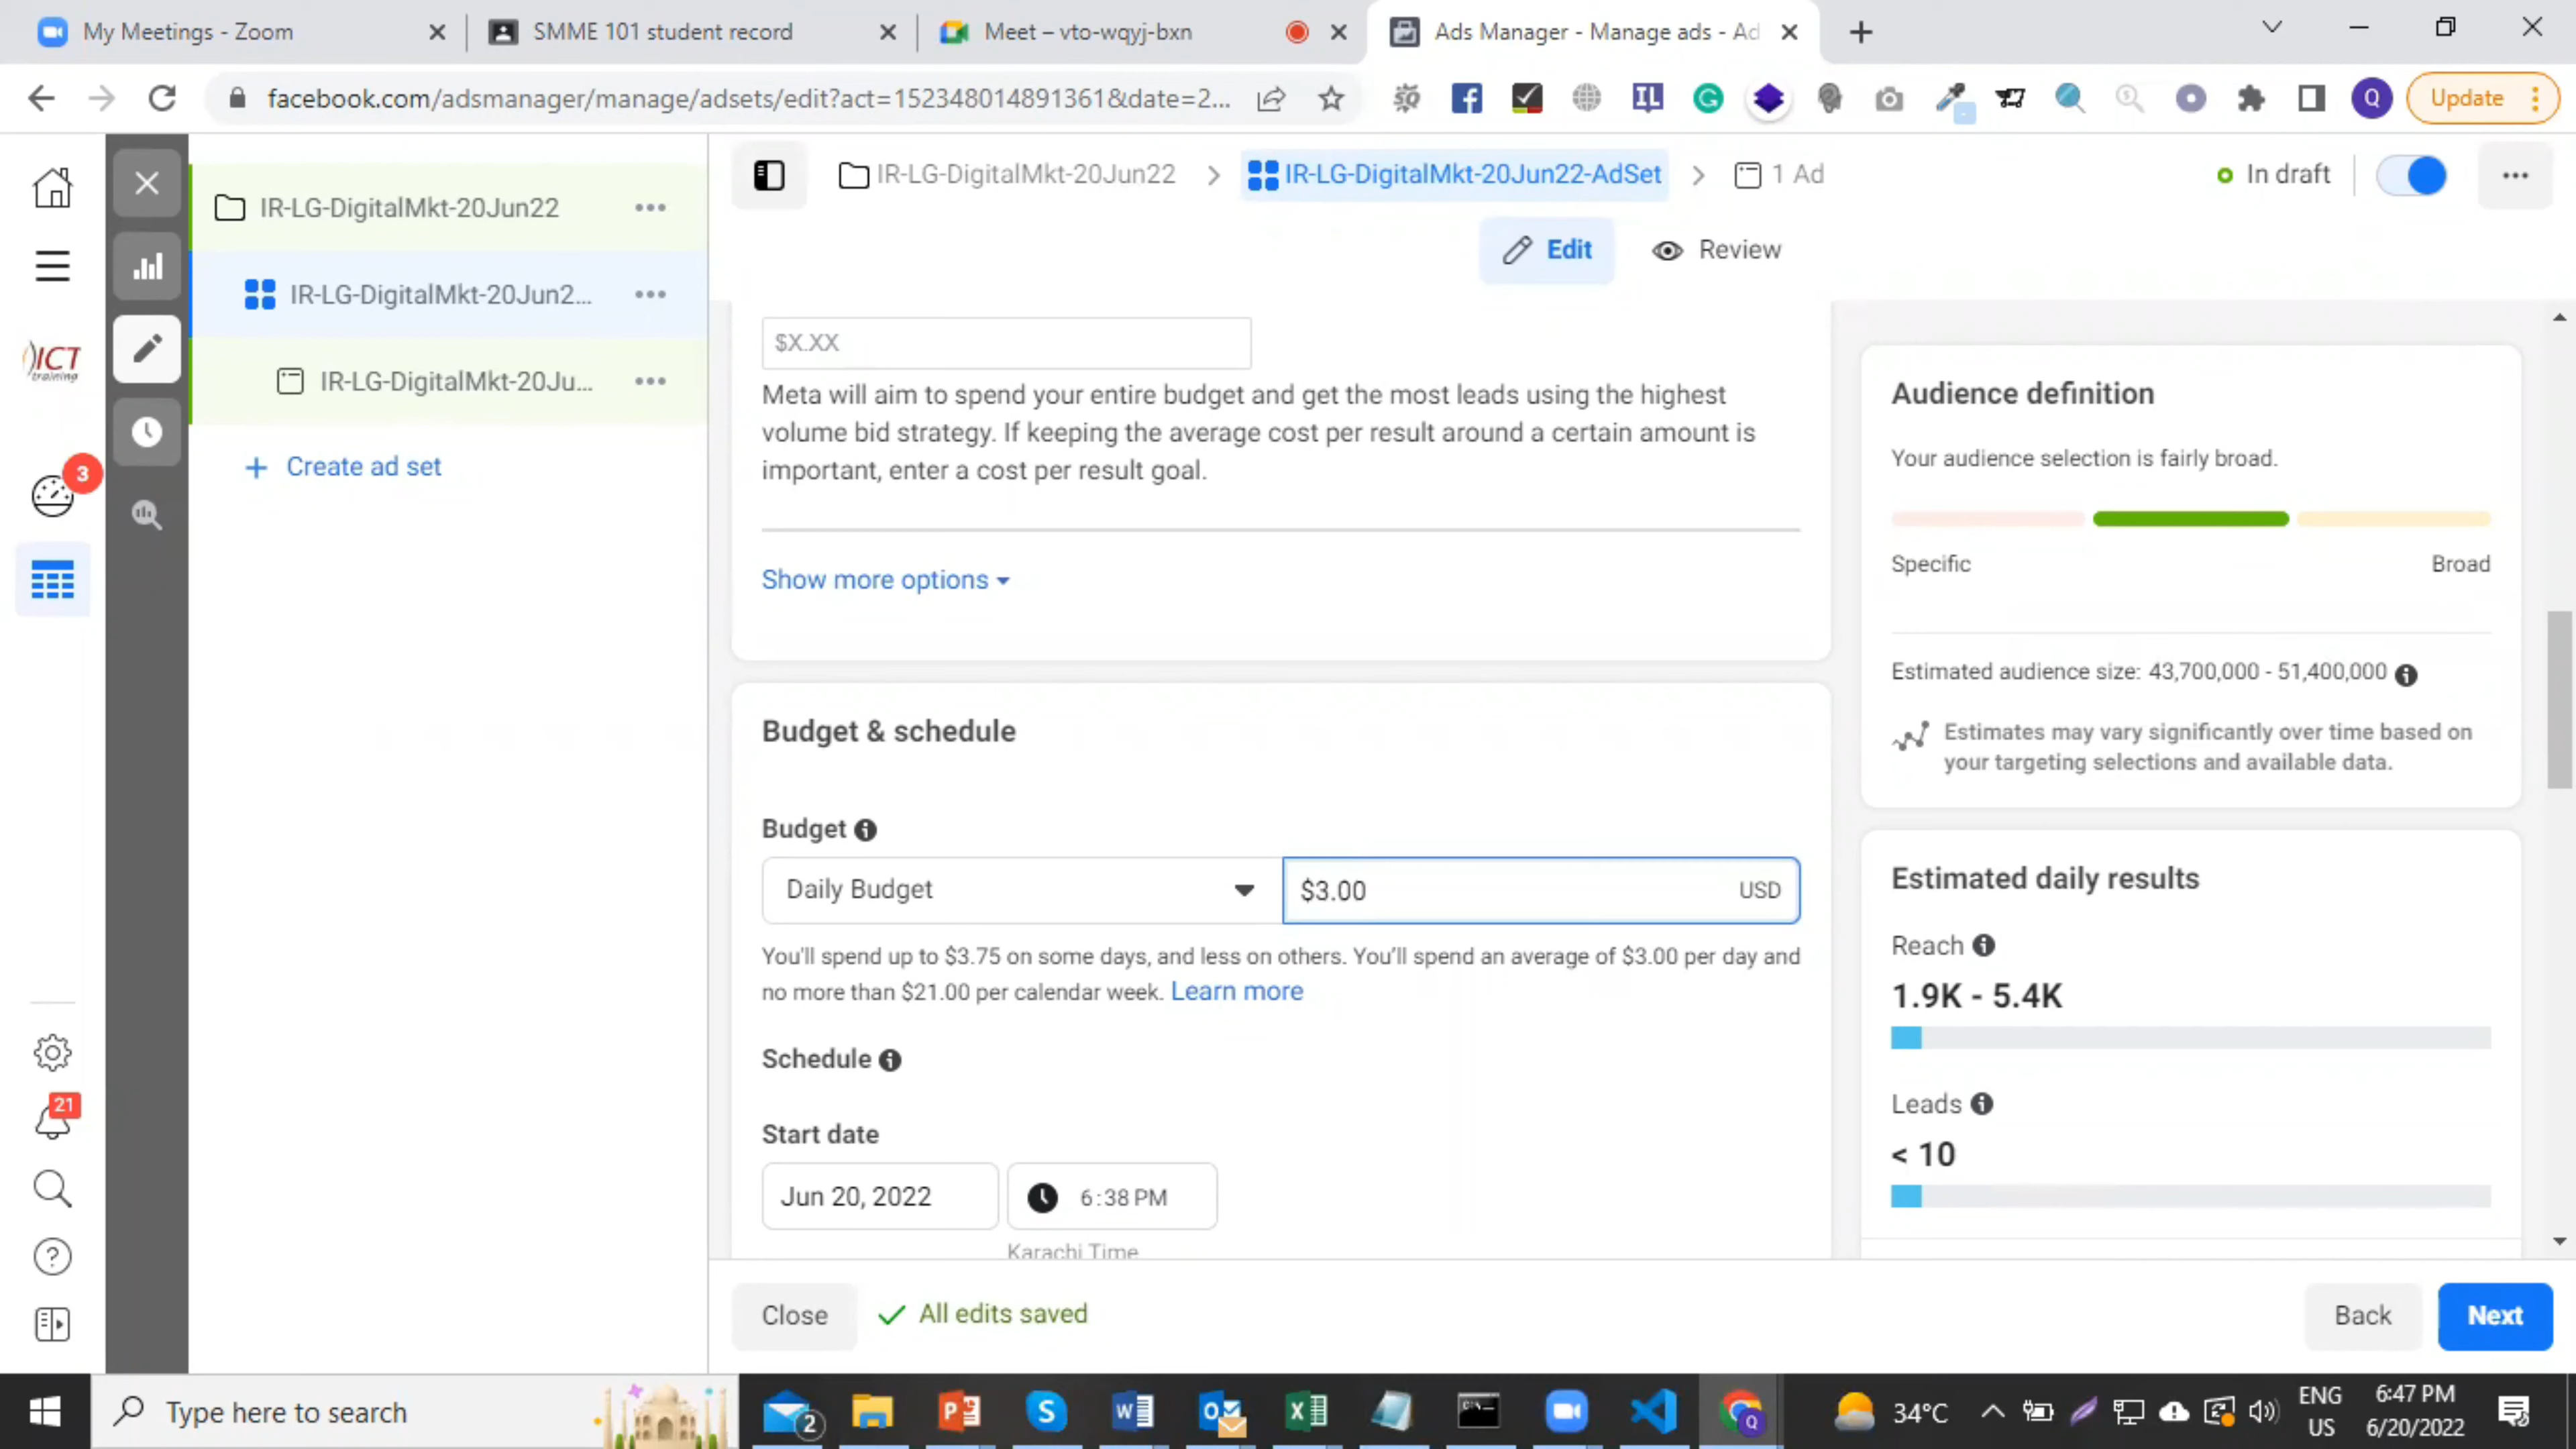 My Meetings - Zoom
SMME 101 student record
Meet – vto-wqyj-bxn
Ads Manager - Manage ads - Ad
facebook.com/adsmanager/manage/adsets/edit?act=152348014891361&date=2...
Q
Update
ICT
training
3
21
IR-LG-DigitalMkt-20Jun22
IR-LG-DigitalMkt-20Jun2...
IR-LG-DigitalMkt-20Ju...
+ Create ad set
IR-LG-DigitalMkt-20Jun22 > IR-LG-DigitalMkt-20Jun22-AdSet > 1 Ad
In draft
Edit
Review
$X.XX
Meta will aim to spend your entire budget and get the most leads using the highest
volume bid strategy. If keeping the average cost per result around a certain amount is
important, enter a cost per result goal.
Show more options
Budget & schedule
Budget
Daily Budget
$3.00 USD
You'll spend up to $3.75 on some days, and less on others. You'll spend an average of $3.00 per day and
no more than $21.00 per calendar week. Learn more
Schedule
Start date
Jun 20, 2022
6:38 PM
Karachi Time
Audience definition
Your audience selection is fairly broad.
Specific Broad
Estimated audience size: 43,700,000 - 51,400,000
Estimates may vary significantly over time based on
your targeting selections and available data.
Estimated daily results
Reach
1.9K - 5.4K
Leads
< 10
Close
All edits saved
Back
Next
Type here to search
2
34°C
ENG
US
6:47 PM
6/20/2022